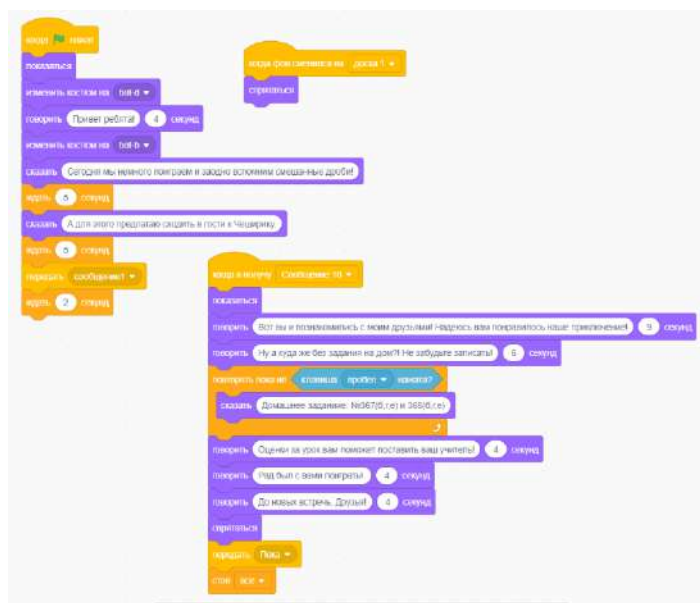 когда нажат
показаться
изменить костюм на bat-d
говорить Привет ребята! 4 секунд
изменить костюм на bat-b
сказать Сегодня мы немного поиграем и заодно вспомним смешанные дроби!
ждать 5 секунд
сказать А для этого предлагаю сходить в гости к Чеширику
ждать 5 секунд
передать сообщение1
ждать 2 секунд
когда фон сменится на доска 1
спрятаться
когда я получу Сообщение 10
показаться
говорить Вот вы и познакомились с моим друзьями! Надеюсь вам понравилось наше приключение! 9 секунд
говорить Ну а куда же без задания на дом?! Не забудьте записать! 6 секунд
повторять пока не клавиша пробел нажата?
сказать Домашнее задание: №367(б,г,е) и 368(б,г,е)
говорить Оценки за урок вам поможет поставить ваш учитель! 4 секунд
говорить Рад был с вами поиграть! 4 секунд
говорить До новых встреч, Друзья! 4 секунд
спрятаться
передать Пока
стоп все